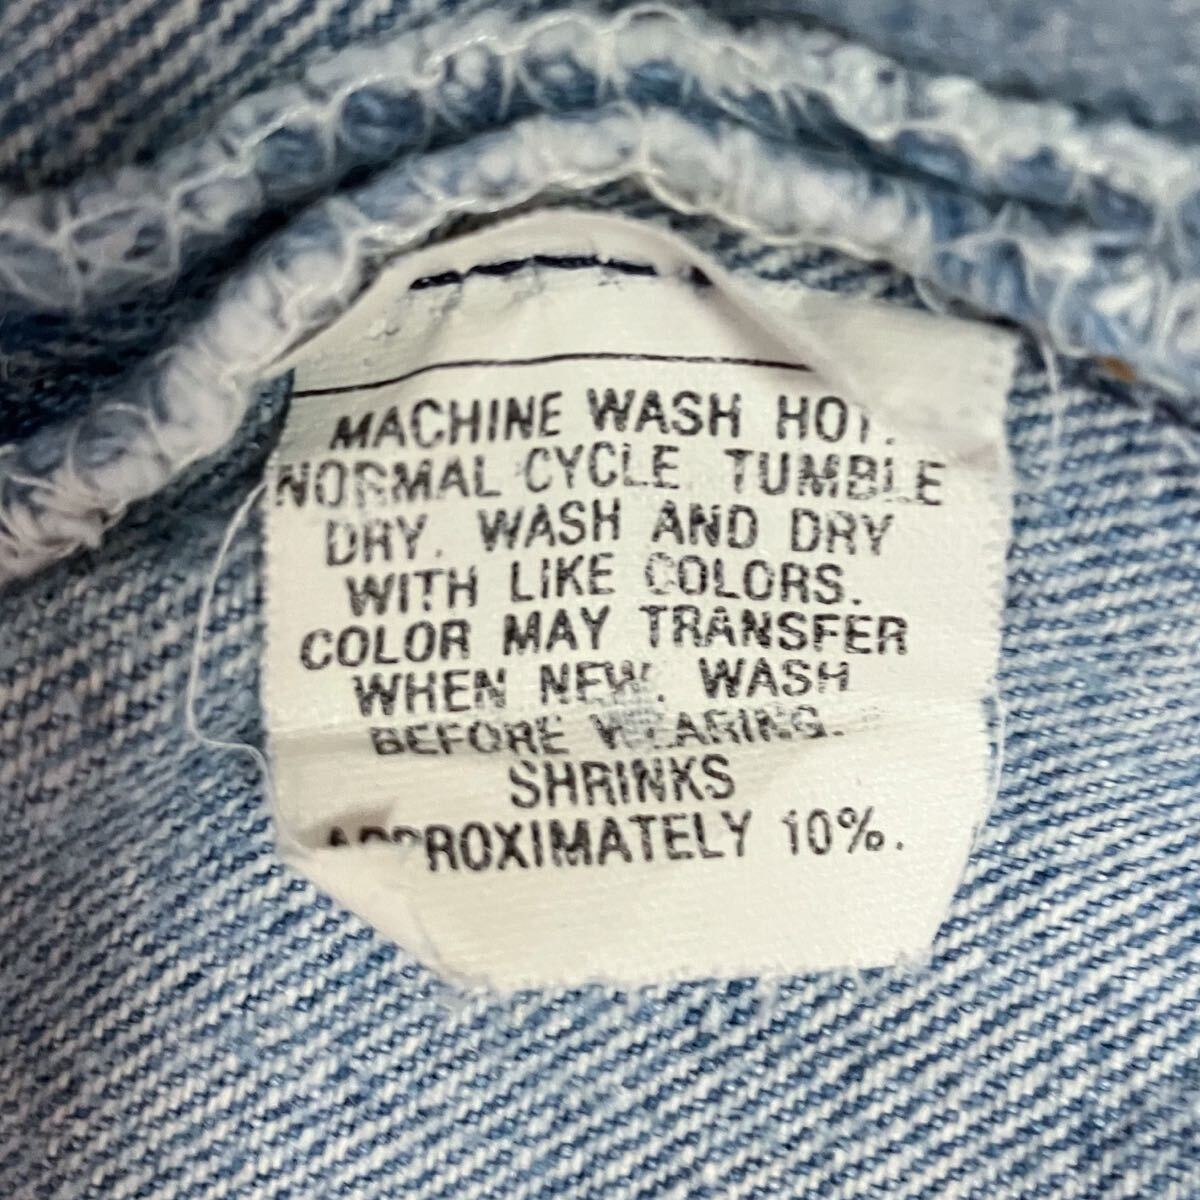 MACHINE WASH HOT.
NORMAL CYCLE TUMBLE
DRY. WASH AND DRY
WITH LIKE COLORS.
COLOR MAY TRANSFER
WHEN NEW. WASH
BEFORE WEARING.
SHRINKS
APPROXIMATELY 10%.